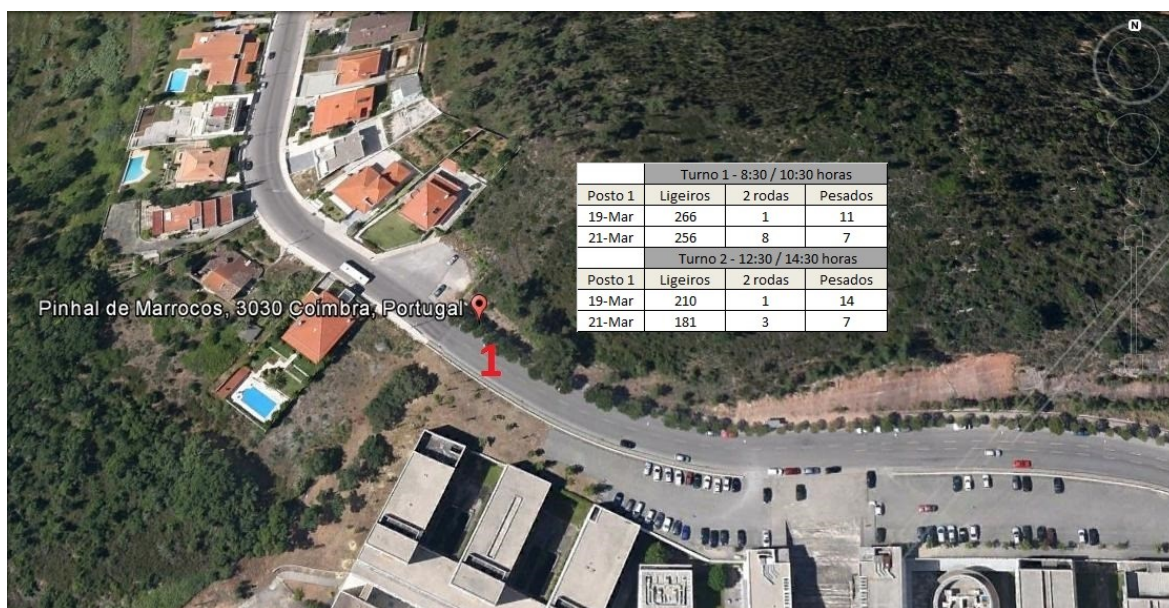 N
Turno 1 - 8:30 / 10:30 horas
Posto 1 Ligeiros 2 rodas Pesados
19-Mar 266 1 11
21-Mar 256 8 7
Turno 2 - 12:30 / 14:30 horas
Posto 1 Ligeiros 2 rodas Pesados
19-Mar 210 1 14
21-Mar 181 3 7
Pinhal de Marrocos, 3030 Coimbra, Portugal
1